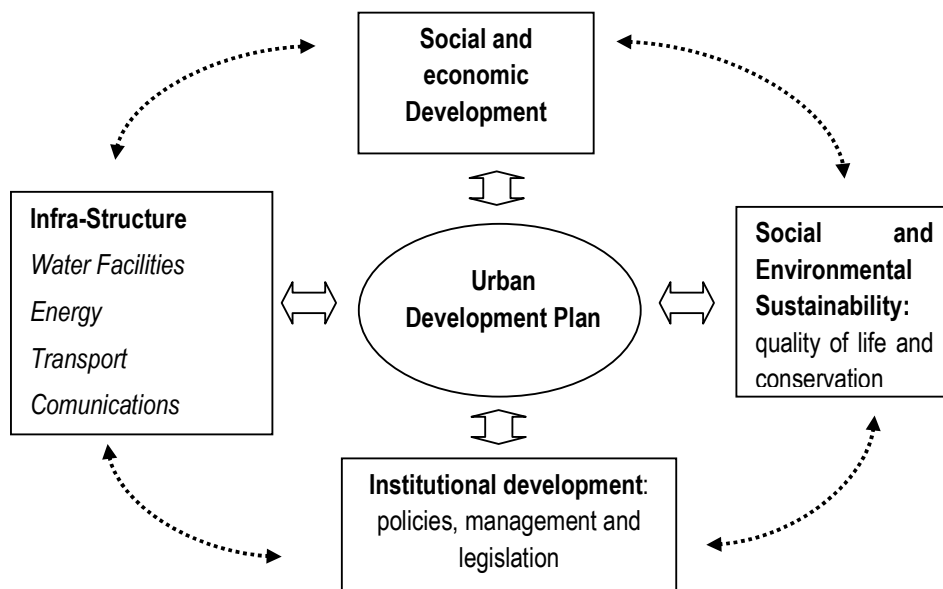 Social and
economic
Development
Infra-Structure
Water Facilities
Energy
Transport
Comunications
Urban
Development Plan
Social and
Environmental
Sustainability:
quality of life and
conservation
Institutional development:
policies, management and
legislation